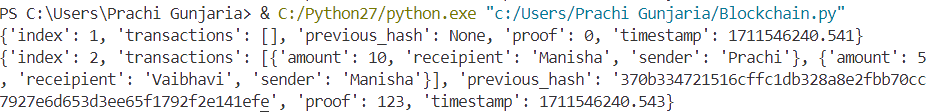 PS C:\Users\Prachi Gunjaria> & C:/Python27/python.exe "c:/Users/Prachi Gunjaria/Blockchain.py"
{'index': 1, 'transactions': [], 'previous_hash': None, 'proof': 0, 'timestamp': 1711546240.541}
{'index': 2, 'transactions': [{'amount': 10, 'receipient': 'Manisha', 'sender': 'Prachi'}, {'amount': 5
, 'receipient': 'Vaibhavi', 'sender': 'Manisha'}], 'previous_hash': '370b334721516cffc1db328a8e2fbb70cc
7927e6d653d3ee65f1792f2e141efe', 'proof': 123, 'timestamp': 1711546240.543}